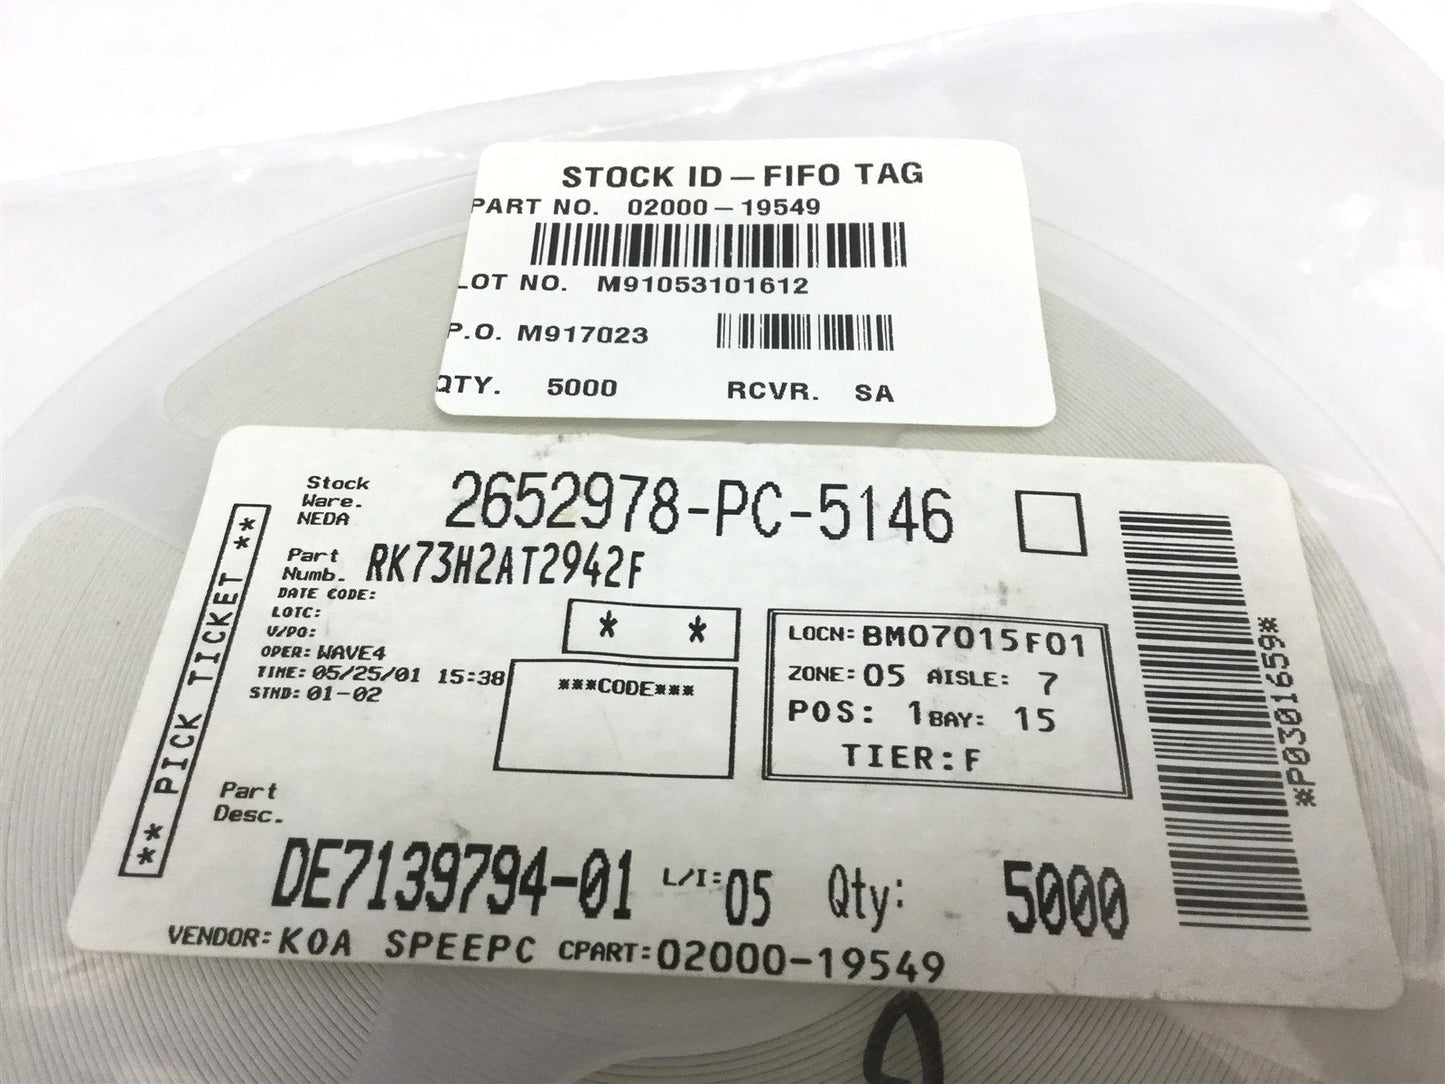 STOCK ID – FIFO TAG
PART NO. 02000–19549
LOT NO. M91053101612
P.O. M917023
QTY. 5000 RCVR. SA
Stock Ware. NEDA 2652978-PC-5146
Part Numb. RK73H2AT2942F
DATE CODE:
LOTC:
V/PO:
OPER: WAVE4
TIME: 05/25/01 15:38
STND: 01-02
** PICK TICKET **
* *
***CODE***
LOCN: BM07015F01
ZONE: 05 AISLE: 7
POS: 1 BAY: 15
TIER: F
*P0301659*
Part Desc.
DE7139794-01 L/I: 05 Qty: 5000
VENDOR: KOA SPEEPC CPART: 02000-19549